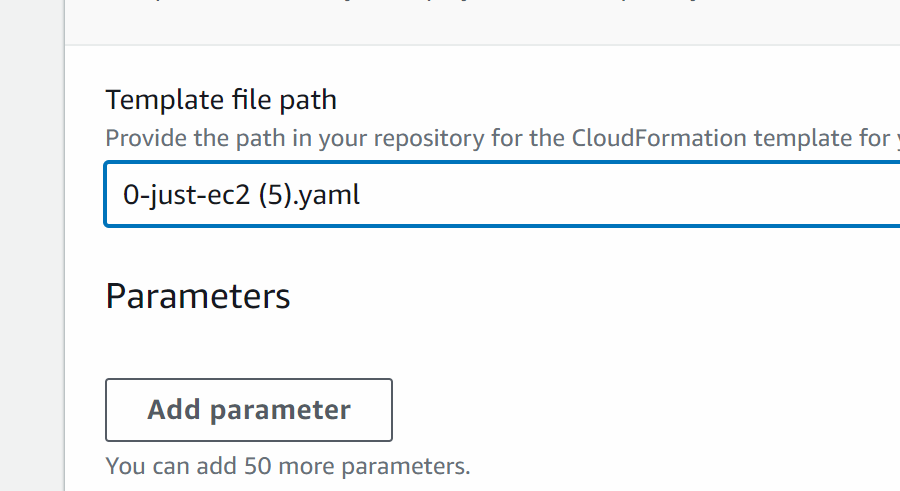 Template file path
Provide the path in your repository for the CloudFormation template for
0-just-ec2 (5).yaml
Parameters
Add parameter
You can add 50 more parameters.